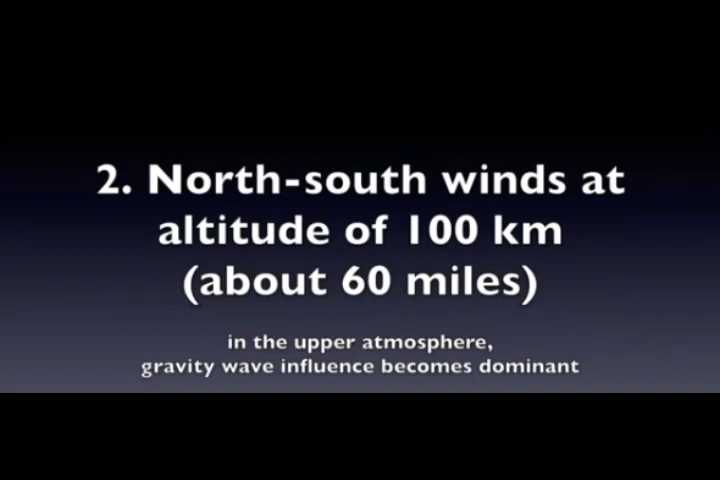 2. North-south winds at
altitude of 100 km
(about 60 miles)
in the upper atmosphere,
gravity wave influence becomes dominant